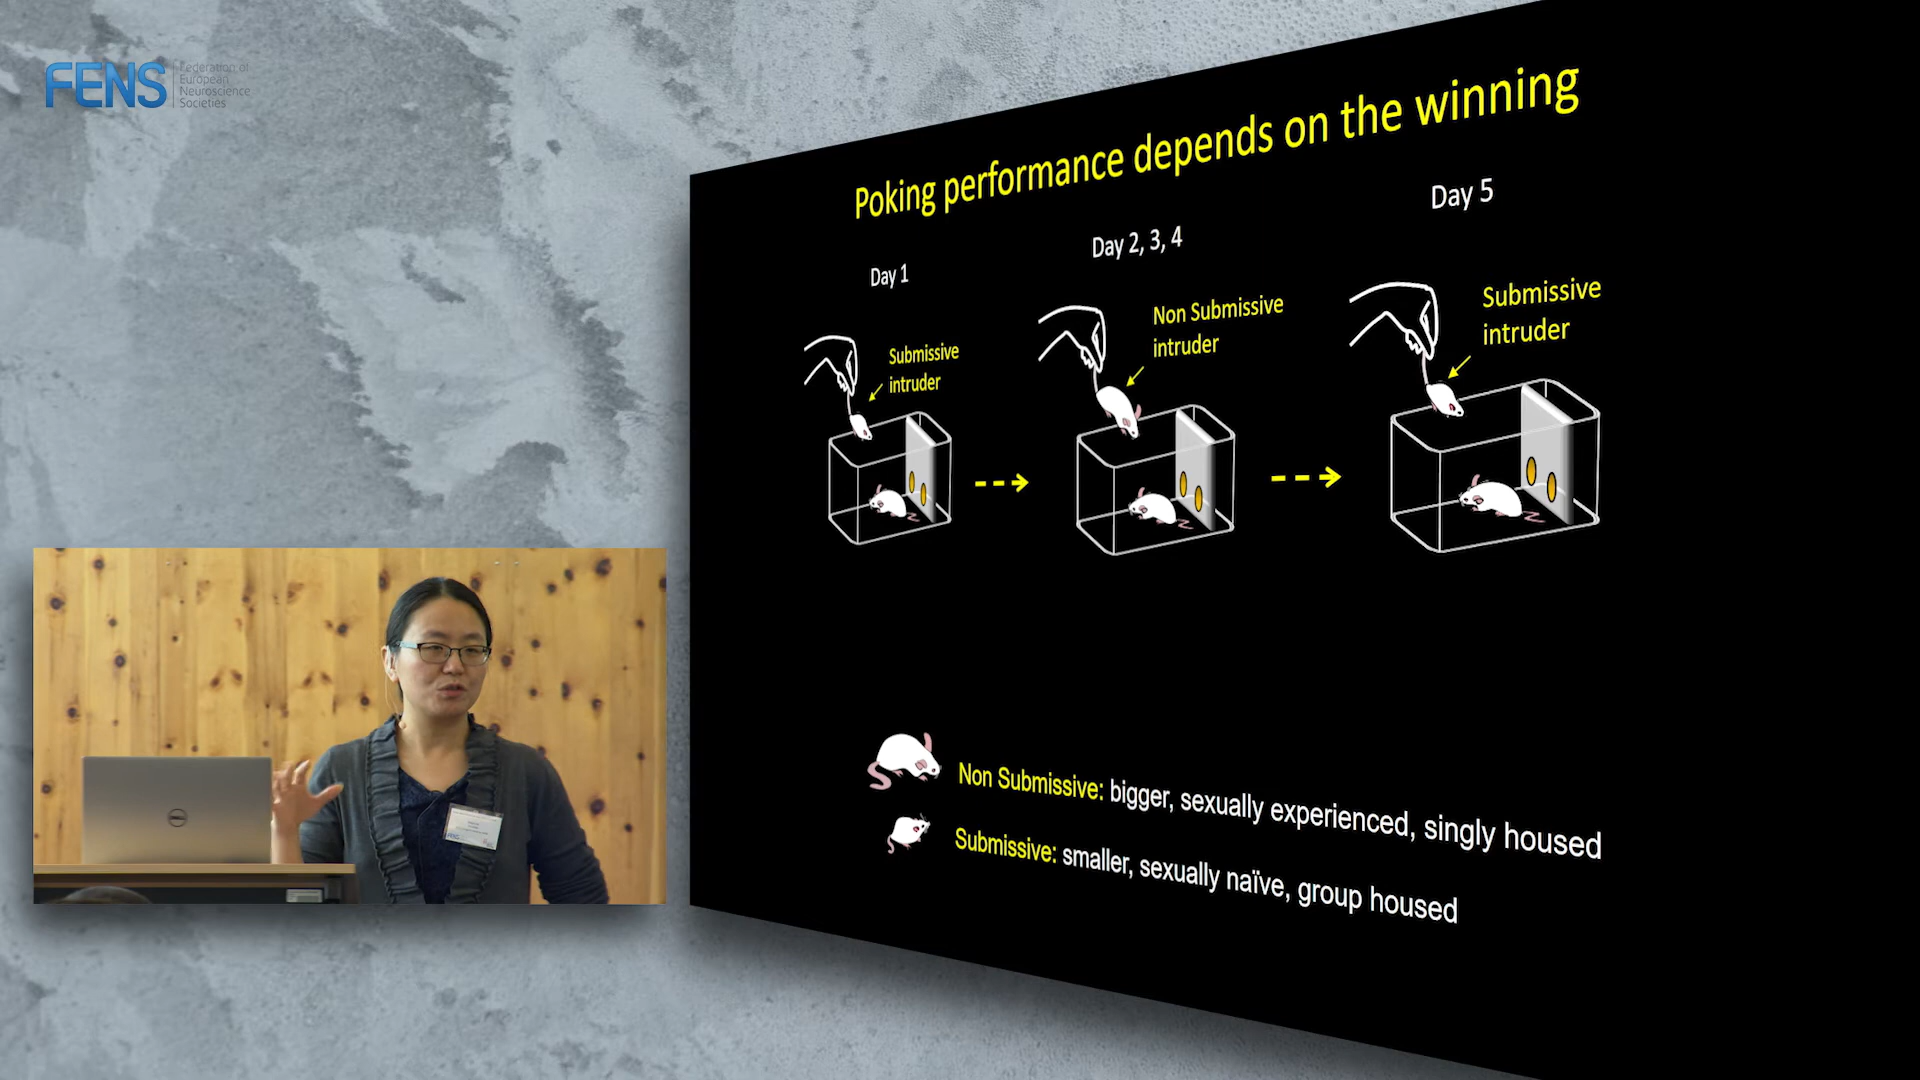 FENS
Federation of
European
Neuroscience
Societies
Poking performance depends on the winning
Day 1
Day 2, 3, 4
Day 5
Submissive
intruder
Non Submissive
intruder
Submissive
intruder
Non Submissive: bigger, sexually experienced, singly housed
Submissive: smaller, sexually naïve, group housed
DELL